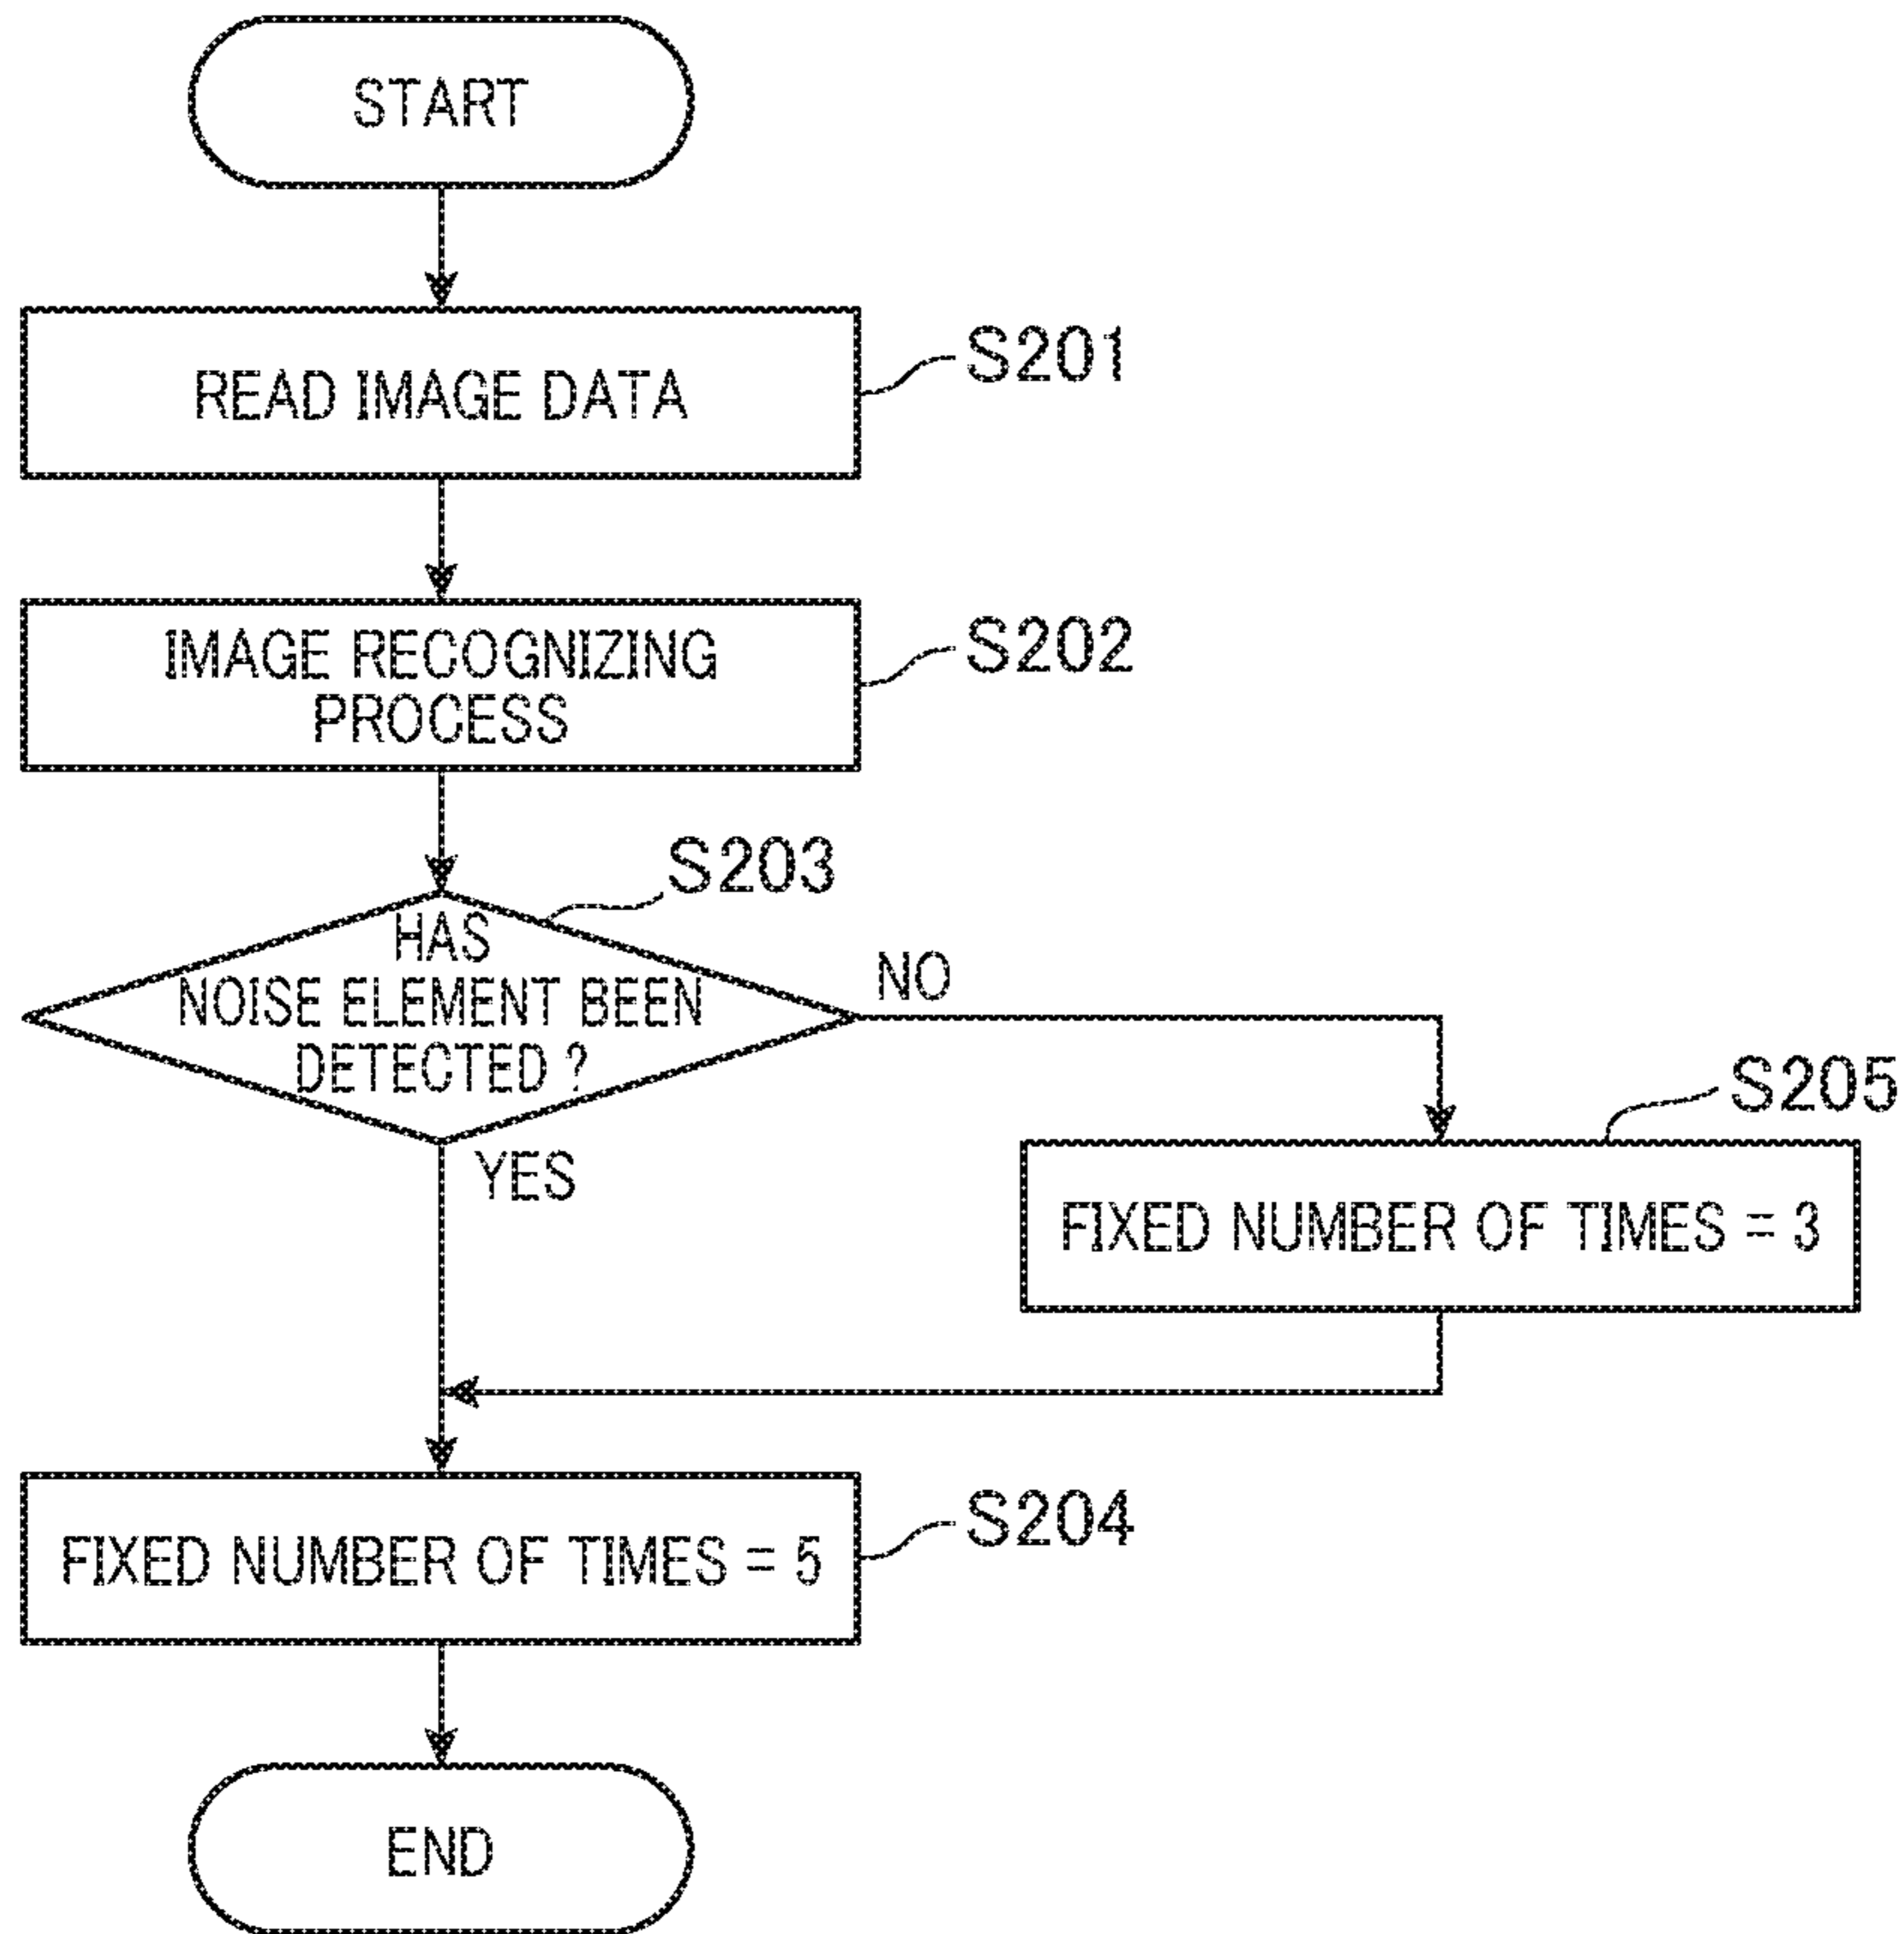 START
READ IMAGE DATA
S201
IMAGE RECOGNIZING
PROCESS
S202
S203
HAS
NOISE ELEMENT BEEN
DETECTED ?
NO
YES
S205
FIXED NUMBER OF TIMES = 3
FIXED NUMBER OF TIMES = 5
S204
END